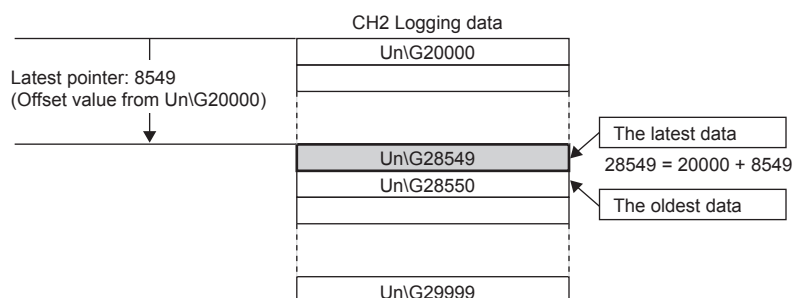 CH2 Logging data
Un\G20000
Latest pointer: 8549
(Offset value from Un\G20000)
The latest data
Un\G28549
28549 = 20000 + 8549
Un\G28550
The oldest data
Un\G29999